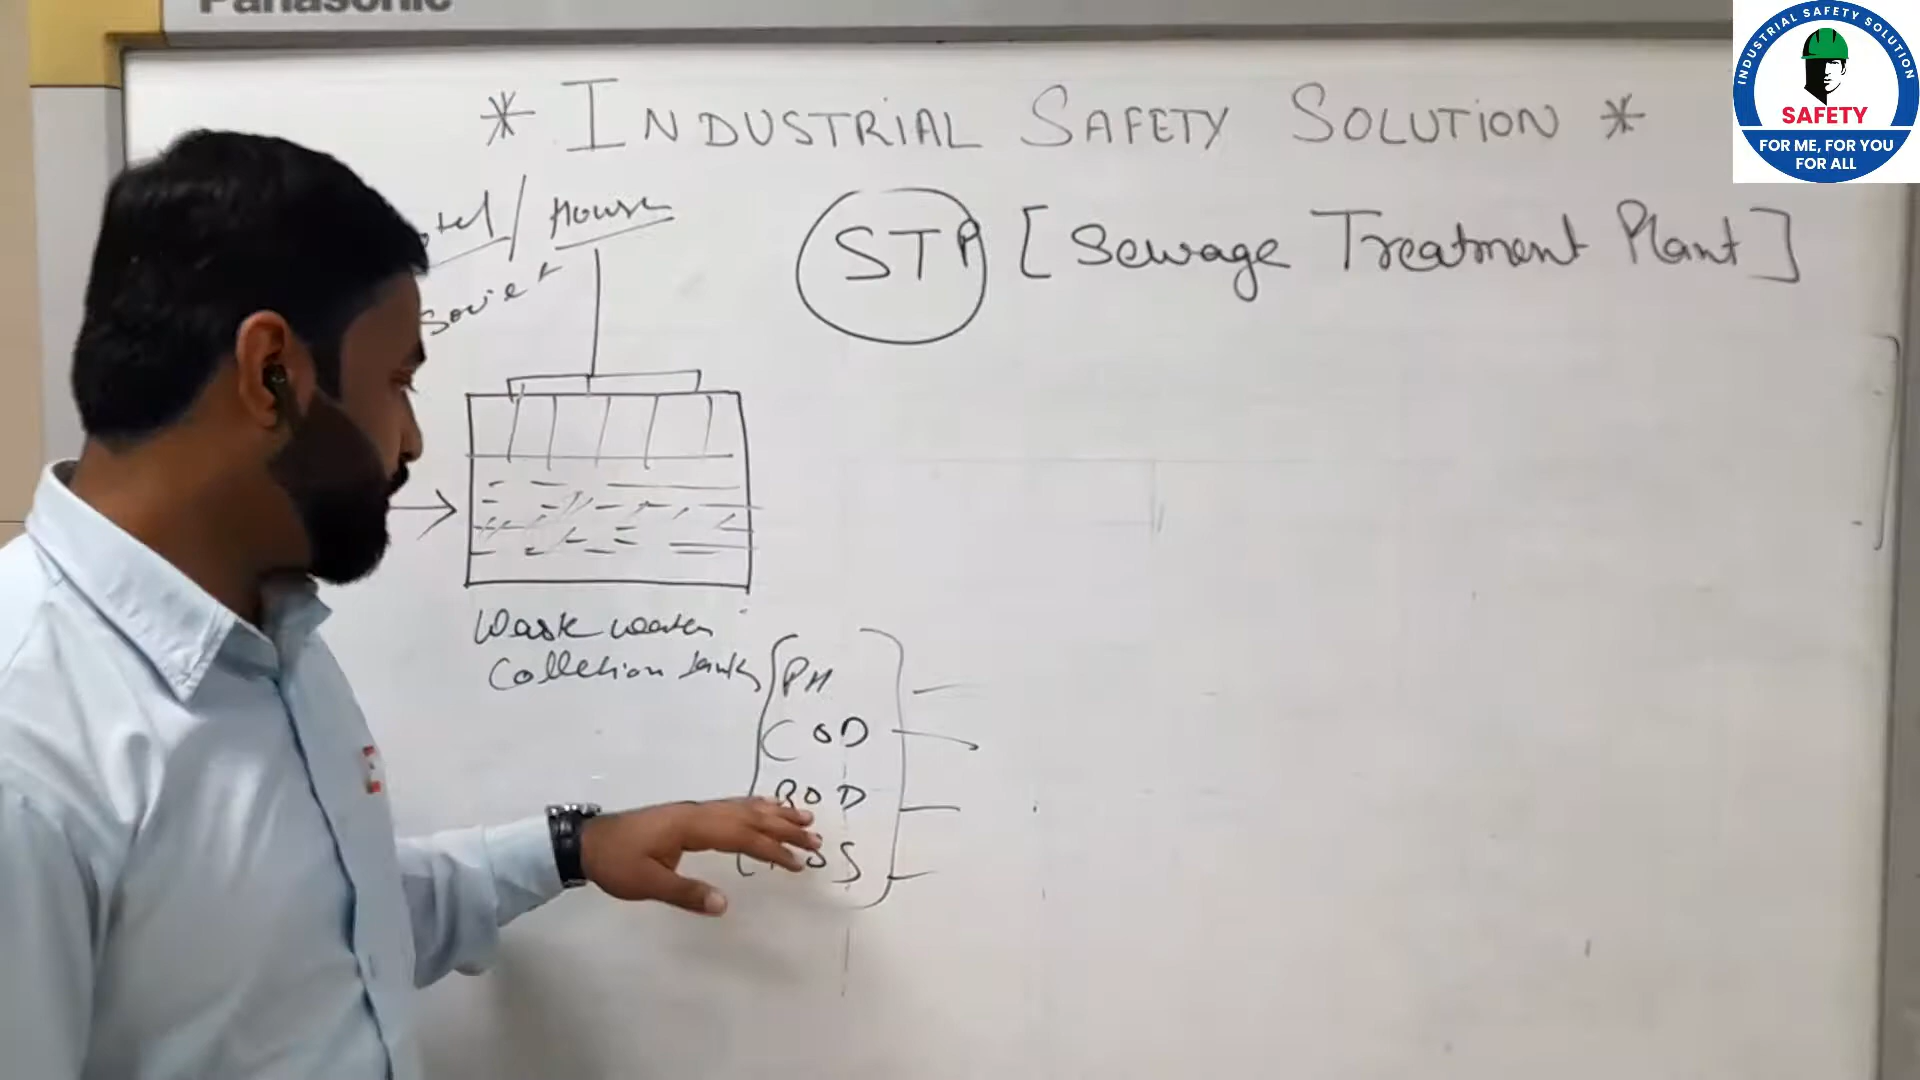 Panasonic
* INDUSTRIAL SAFETY SOLUTION *
INDUSTRIAL SAFETY SOLUTION
SAFETY
FOR ME, FOR YOU
FOR ALL
House
STP [Sewage Treatment Plant]
Waste water
Colletion tank
PH
COD
BOD